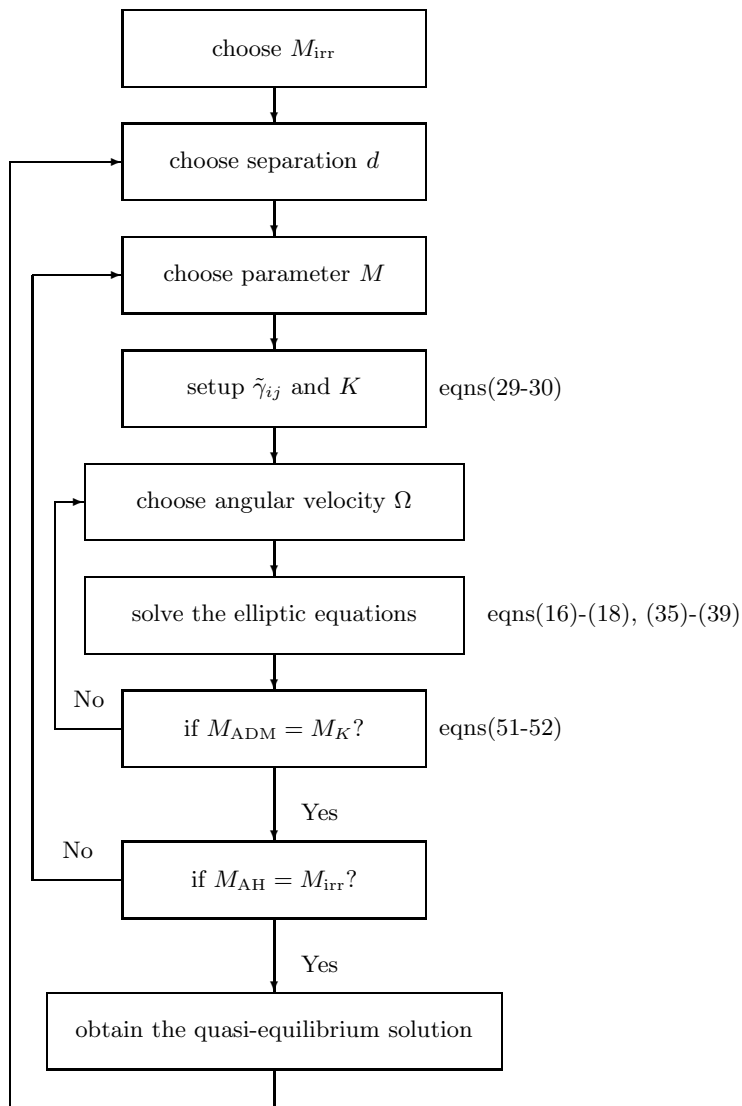 choose M_irr
choose separation d
choose parameter M
setup γ̃_ij and K eqns(29-30)
choose angular velocity Ω
solve the elliptic equations eqns(16)-(18), (35)-(39)
No
if M_ADM = M_K? eqns(51-52)
Yes
No
if M_AH = M_irr?
Yes
obtain the quasi-equilibrium solution